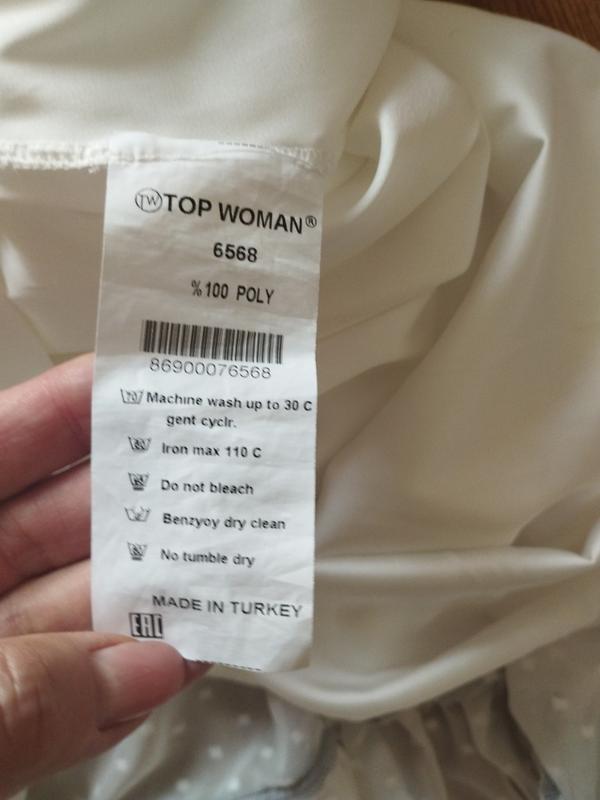 TW TOP WOMAN®
6568
%100 POLY
86900076568
Machine wash up to 30 C
gent cyclr.
Iron max 110 C
Do not bleach
Benzyoy dry clean
No tumble dry
MADE IN TURKEY
EAC